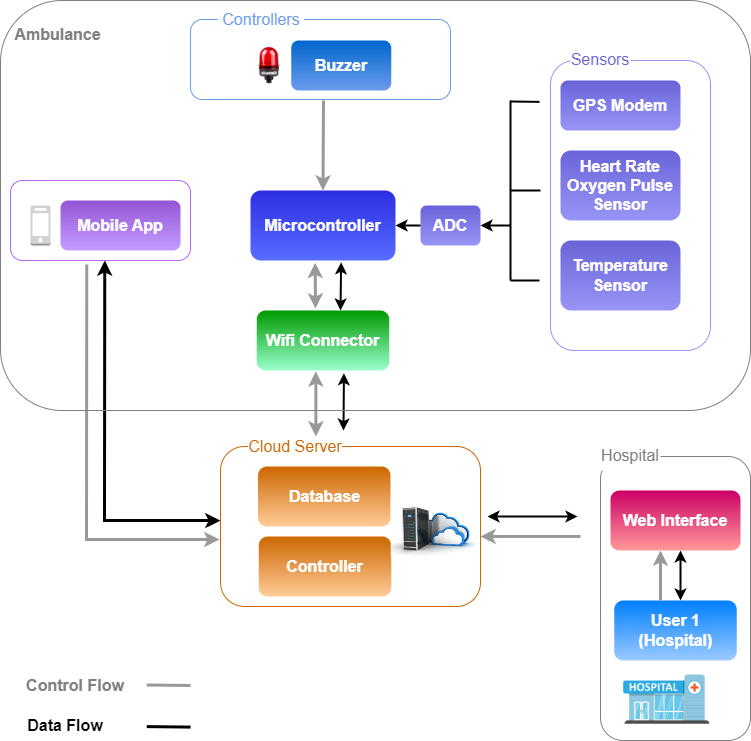 Ambulance
Controllers
Buzzer
Sensors
GPS Modem
Heart Rate
Oxygen Pulse
Sensor
Temperature
Sensor
Mobile App
Microcontroller
ADC
Wifi Connector
Cloud Server
Database
Controller
Hospital
Web Interface
User 1
(Hospital)
HOSPITAL
Control Flow
Data Flow